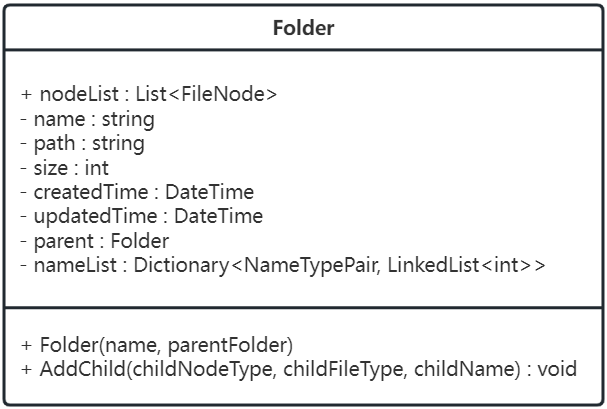 Folder
+ nodeList : List<FileNode>
- name : string
- path : string
- size : int
- createdTime : DateTime
- updatedTime : DateTime
- parent : Folder
- nameList : Dictionary<NameTypePair, LinkedList<int>>
+ Folder(name, parentFolder)
+ AddChild(childNodeType, childFileType, childName) : void